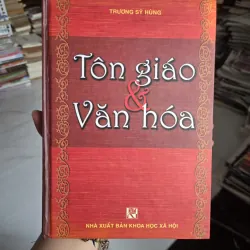 TRƯƠNG SỸ HÙNG
Tôn giáo
&
Văn hóa
NHÀ XUẤT BẢN KHOA HỌC XÃ HỘI